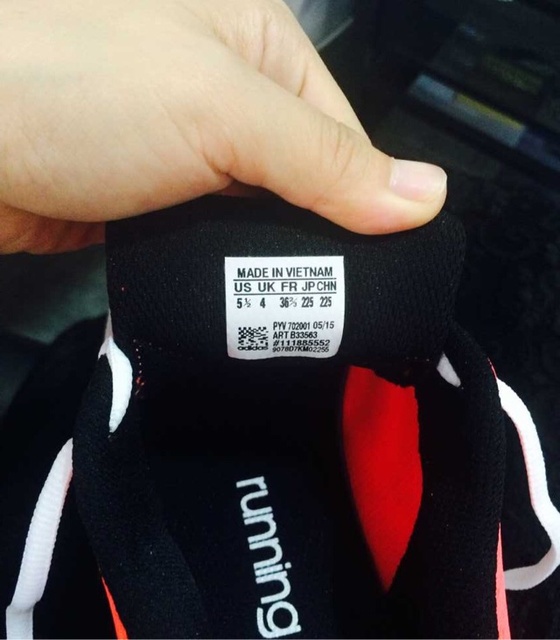 MADE IN VIETNAM
US UK FR JP CHN
5½ 4 36⅔ 225 225
PYV 702001 05/15
ART B33563
#111885552
adidas 9078D7KM02255
running